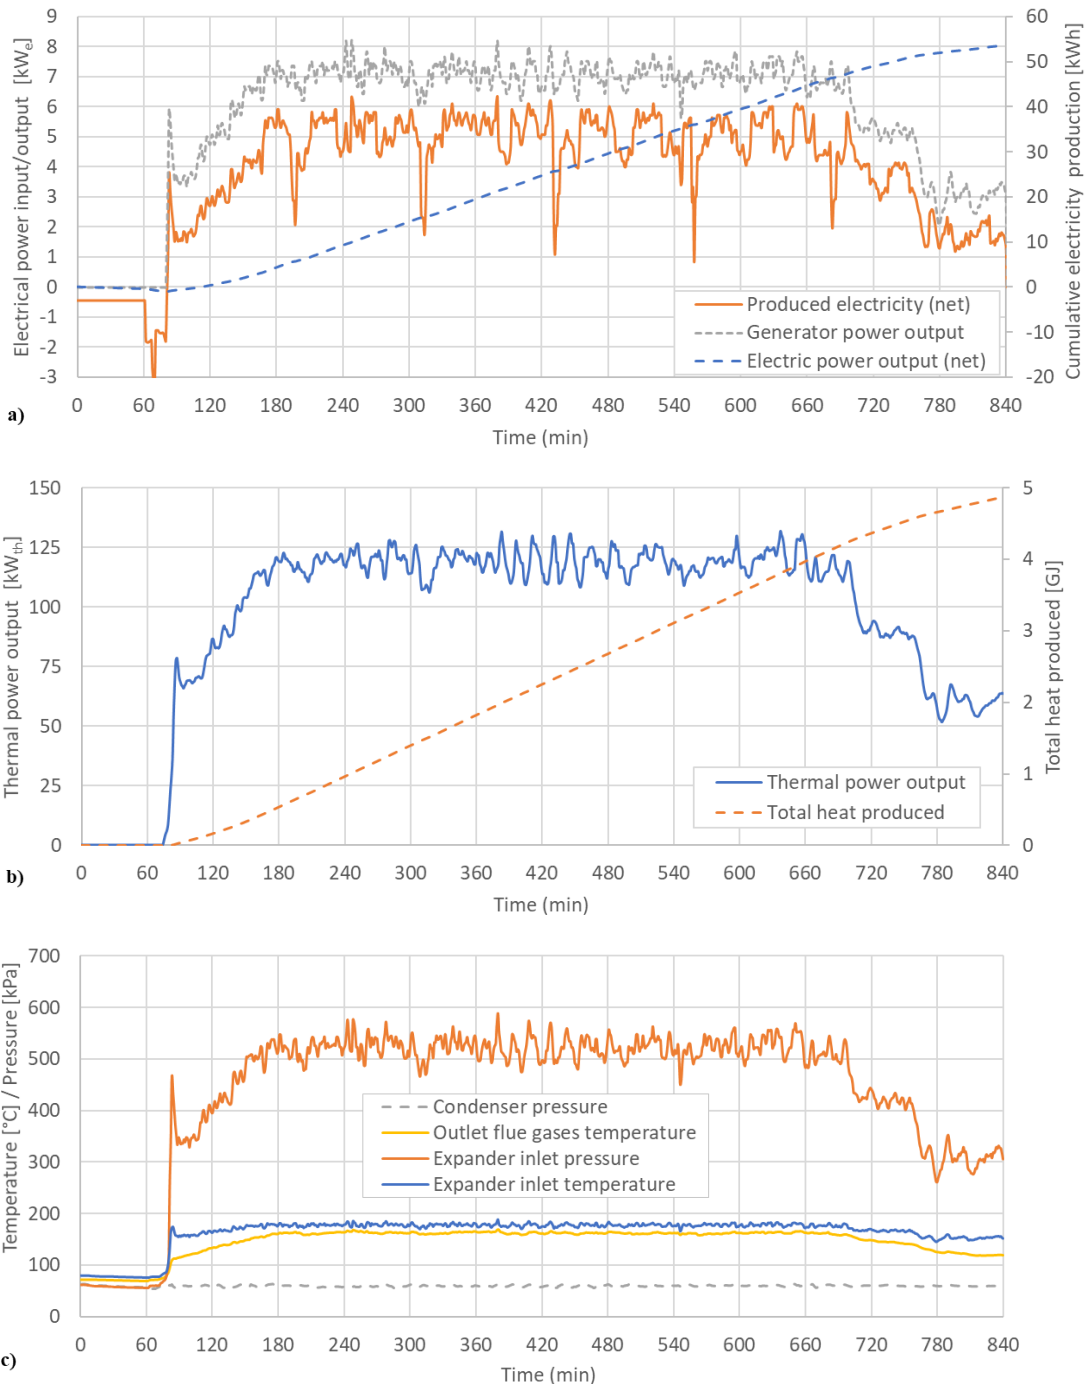 9
8
7
6
5
4
3
2
1
0
-1
-2
-3
Electrical power input/output [kWe]
60
50
40
30
20
10
0
-10
-20
Cumulative electricity production [kWh]
Produced electricity (net)
Generator power output
Electric power output (net)
0 60 120 180 240 300 360 420 480 540 600 660 720 780 840
a)
Time (min)
150
125
100
75
50
25
0
Thermal power output [kWth]
5
4
3
2
1
0
Total heat produced [GJ]
Thermal power output
Total heat produced
0 60 120 180 240 300 360 420 480 540 600 660 720 780 840
b)
Time (min)
700
600
500
400
300
200
100
0
Temperature [°C] / Pressure [kPa]
Condenser pressure
Outlet flue gases temperature
Expander inlet pressure
Expander inlet temperature
0 60 120 180 240 300 360 420 480 540 600 660 720 780 840
c)
Time (min)